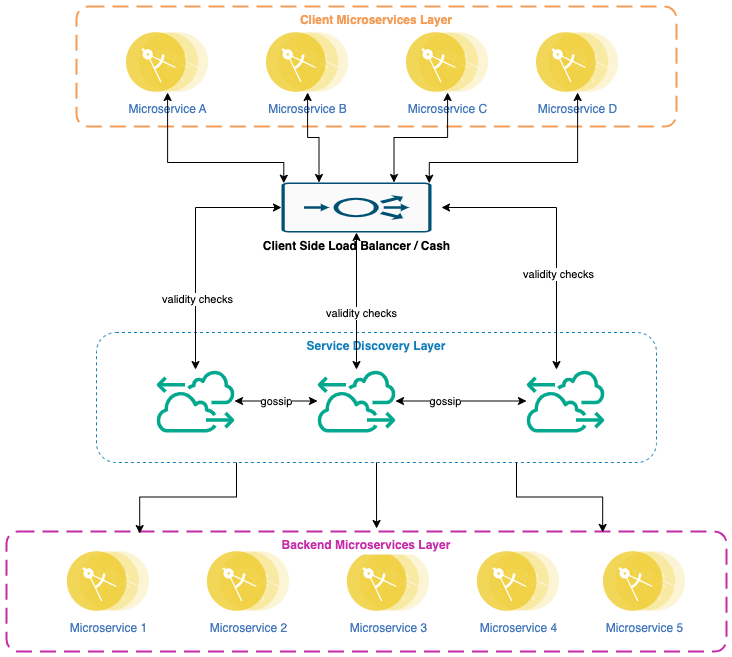 Client Microservices Layer
Microservice A
Microservice B
Microservice C
Microservice D
Client Side Load Balancer / Cash
validity checks
validity checks
validity checks
Service Discovery Layer
gossip
gossip
Backend Microservices Layer
Microservice 1
Microservice 2
Microservice 3
Microservice 4
Microservice 5